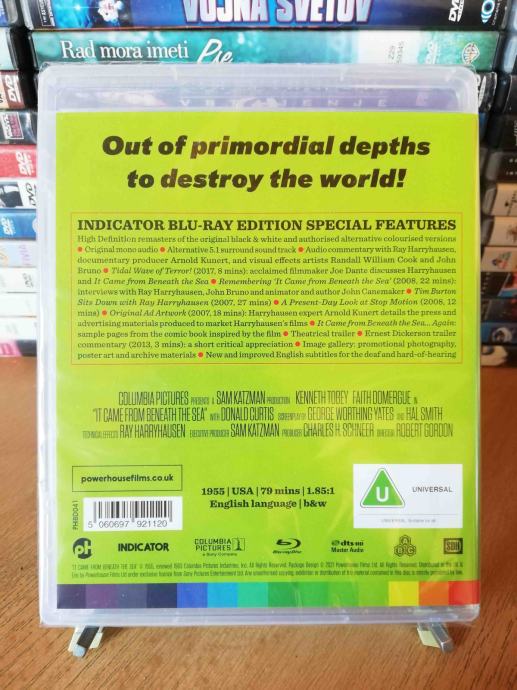 VOJNA SVETOV
Rad mora imeti Pse
Out of primordial depths
to destroy the world!
INDICATOR BLU-RAY EDITION SPECIAL FEATURES
High Definition remasters of the original black & white and authorised alternative colourised versions
• Original mono audio • Alternative 5.1 surround sound track • Audio commentary with Ray Harryhausen,
documentary producer Arnold Kunert, and visual effects artists Randall William Cook and John
Bruno • Tidal Wave of Terror! (2017, 8 mins): acclaimed filmmaker Joe Dante discusses Harryhausen
and It Came from Beneath the Sea • Remembering 'It Came from Beneath the Sea' (2008, 22 mins):
interviews with Ray Harryhausen, John Bruno and animator and author John Canemaker • Tim Burton
Sits Down with Ray Harryhausen (2007, 27 mins) • A Present-Day Look at Stop Motion (2008, 12
mins) • Original Ad Artwork (2007, 18 mins): Harryhausen expert Arnold Kunert details the press and
advertising materials produced to market Harryhausen's films • It Came from Beneath the Sea... Again:
sample pages from the comic book inspired by the film • Theatrical trailer • Ernest Dickerson trailer
commentary (2013, 3 mins): a short critical appreciation • Image gallery: promotional photography,
poster art and archive materials • New and improved English subtitles for the deaf and hard-of-hearing
COLUMBIA PICTURES PRESENTS A SAM KATZMAN PRODUCTION KENNETH TOBEY FAITH DOMERGUE IN
"IT CAME FROM BENEATH THE SEA" WITH DONALD CURTIS SCREENPLAY BY GEORGE WORTHING YATES AND HAL SMITH
TECHNICAL EFFECTS RAY HARRYHAUSEN EXECUTIVE PRODUCER SAM KATZMAN PRODUCER CHARLES H. SCHNEER DIRECTOR ROBERT GORDON
powerhousefilms.co.uk
PHIBD041
5 060697 921120
1955 | USA | 79 mins | 1.85:1
English language | b&w
U
UNIVERSAL
pH
INDICATOR
COLUMBIA PICTURES
a Sony Company
Blu-ray Disc
dts-HD
Master Audio
B
SDH